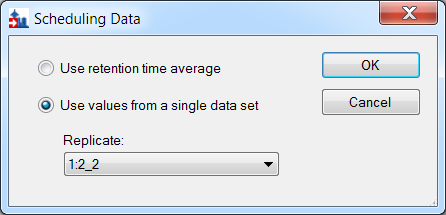 Scheduling Data
Use retention time average
OK
Use values from a single data set
Cancel
Replicate:
1:2_2